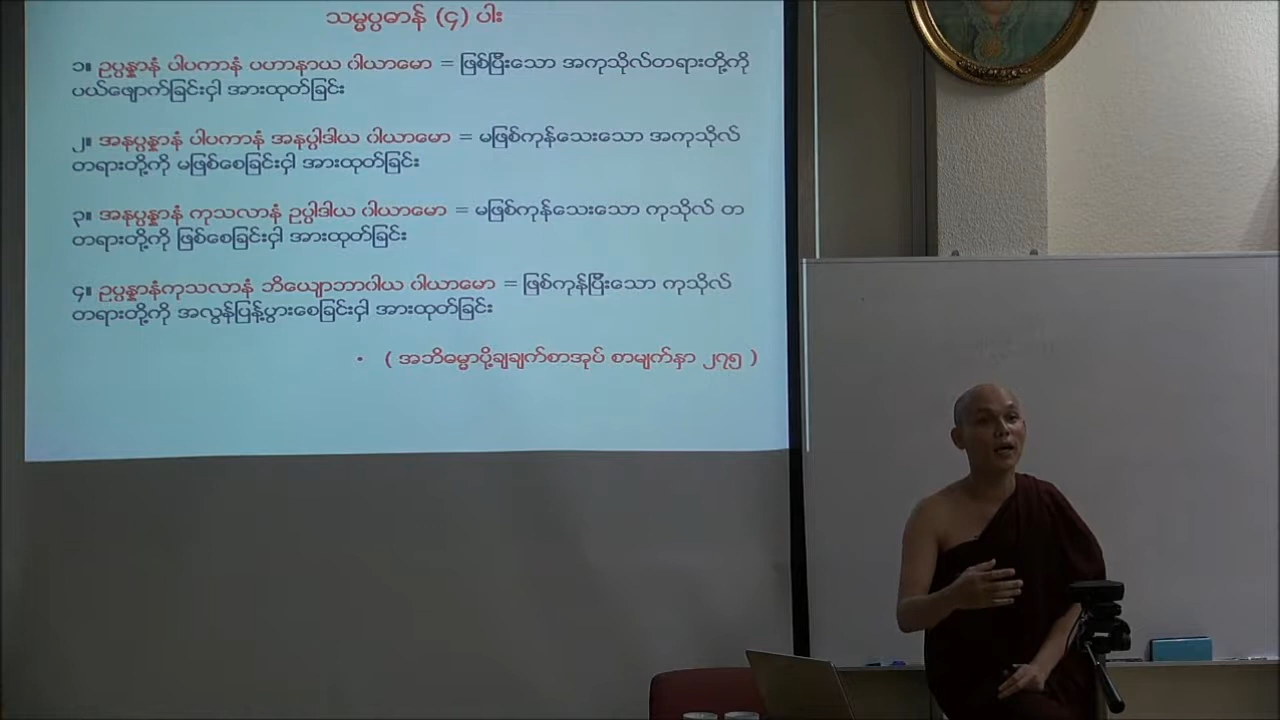 သမ္မပ္ပဓာန် (၄) ပါး
၁။ ဥပ္ပန္နာနံ ပါပကာနံ ပဟာနာယ ဝါယာမော = ဖြစ်ပြီးသော အကုသိုလ်တရားတို့ကို
ပယ်ဖျောက်ခြင်းငှါ အားထုတ်ခြင်း
၂။ အနုပ္ပန္နာနံ ပါပကာနံ အနုပ္ပါဒါယ ဝါယာမော = မဖြစ်ကုန်သေးသော အကုသိုလ်
တရားတို့ကို မဖြစ်စေခြင်းငှါ အားထုတ်ခြင်း
၃။ အနုပ္ပန္နာနံ ကုသလာနံ ဥပ္ပါဒါယ ဝါယာမော = မဖြစ်ကုန်သေးသော ကုသိုလ် တ
တရားတို့ကို ဖြစ်စေခြင်းငှါ အားထုတ်ခြင်း
၄။ ဥပ္ပန္နာနံကုသလာနံ ဘိယျောဘာဝါယ ဝါယာမော = ဖြစ်ကုန်ပြီးသော ကုသိုလ်
တရားတို့ကို အလွန်ပြန့်ပွားစေခြင်းငှါ အားထုတ်ခြင်း
• ( အဘိဓမ္မာပို့ချချက်စာအုပ် စာမျက်နှာ ၂၇၅ )